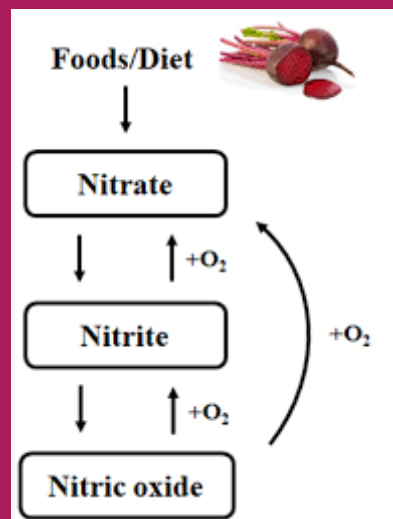 Foods/Diet
Nitrate
+O₂
Nitrite
+O₂
+O₂
Nitric oxide